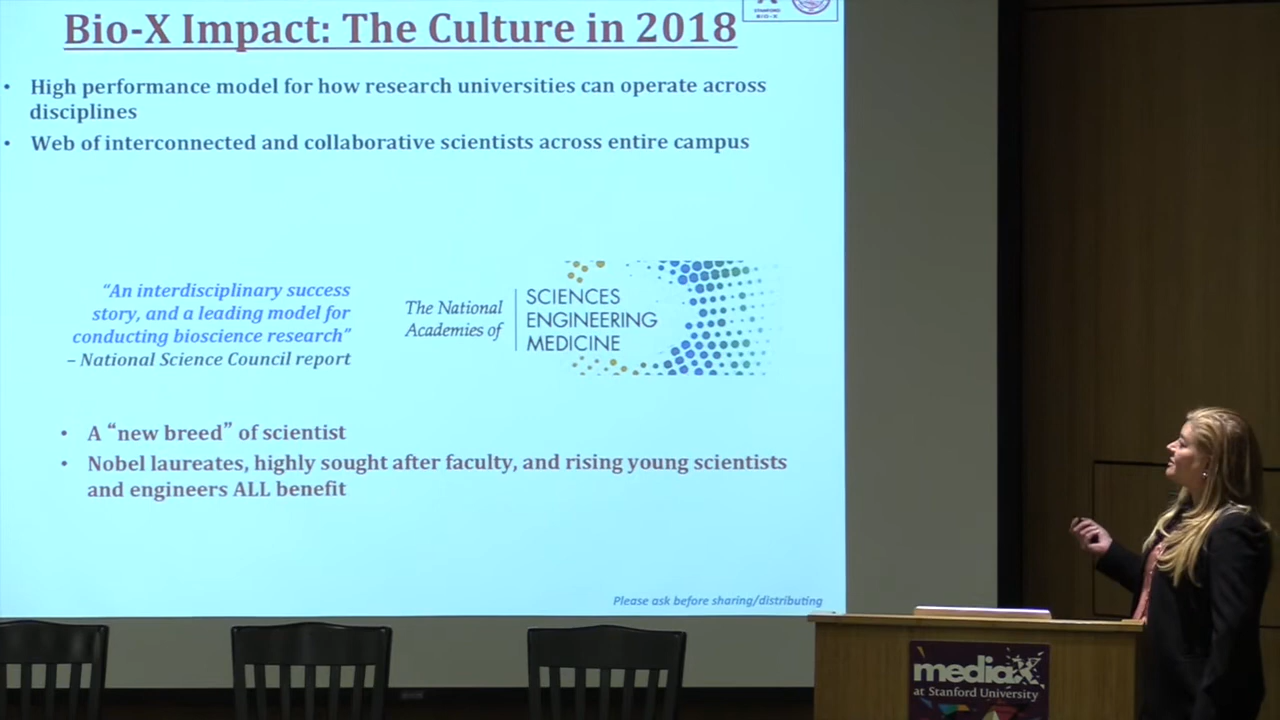 STANFORD
BIO-X
Bio-X Impact: The Culture in 2018
• High performance model for how research universities can operate across
disciplines
• Web of interconnected and collaborative scientists across entire campus
“An interdisciplinary success
story, and a leading model for
conducting bioscience research”
– National Science Council report
The National
Academies of
SCIENCES
ENGINEERING
MEDICINE
• A “new breed” of scientist
• Nobel laureates, highly sought after faculty, and rising young scientists
and engineers ALL benefit
Please ask before sharing/distributing
mediaX
at Stanford University